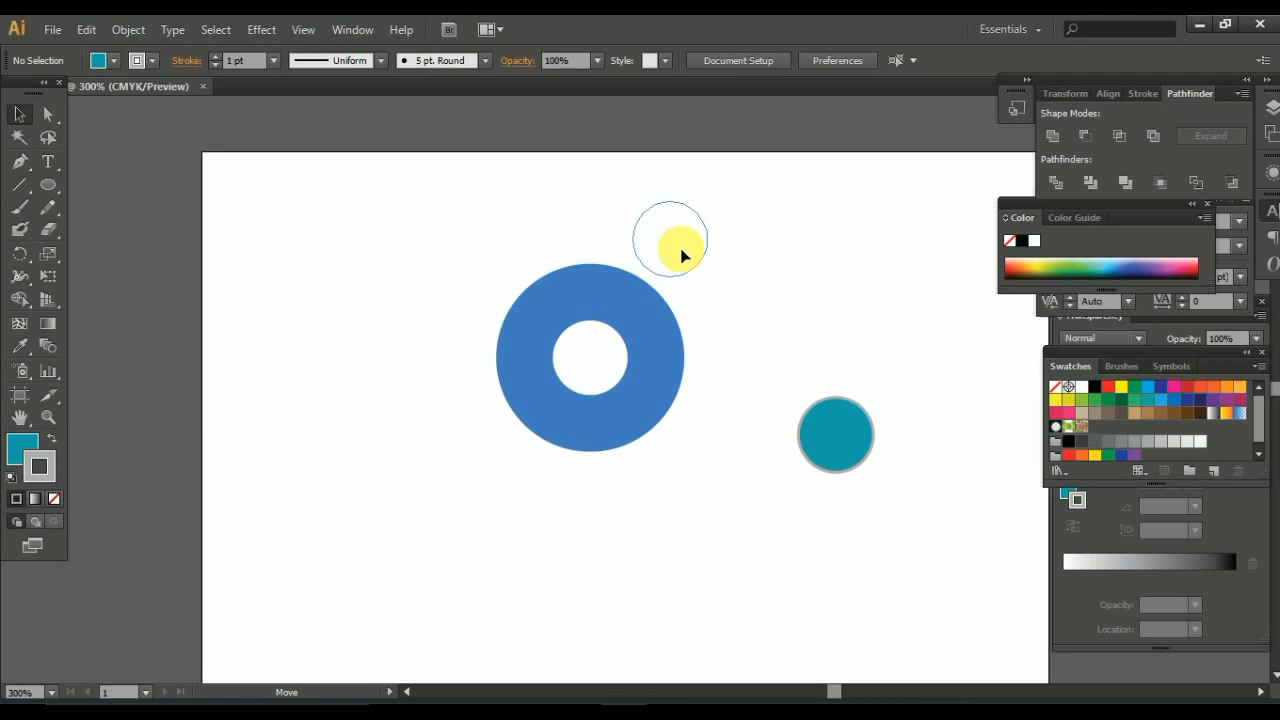 Ai File Edit Object Type Select Effect View Window Help Br Essentials
No Selection Stroke: 1 pt Uniform 5 pt. Round Opacity: 100% Style: Document Setup Preferences
@ 300% (CMYK/Preview) ×
Transform Align Stroke Pathfinder
Shape Modes:
Expand
Pathfinders:
Color Color Guide
pt)
Auto 0
Transparency
Normal Opacity: 100%
Swatches Brushes Symbols
Opacity:
Location:
300% 1 Move